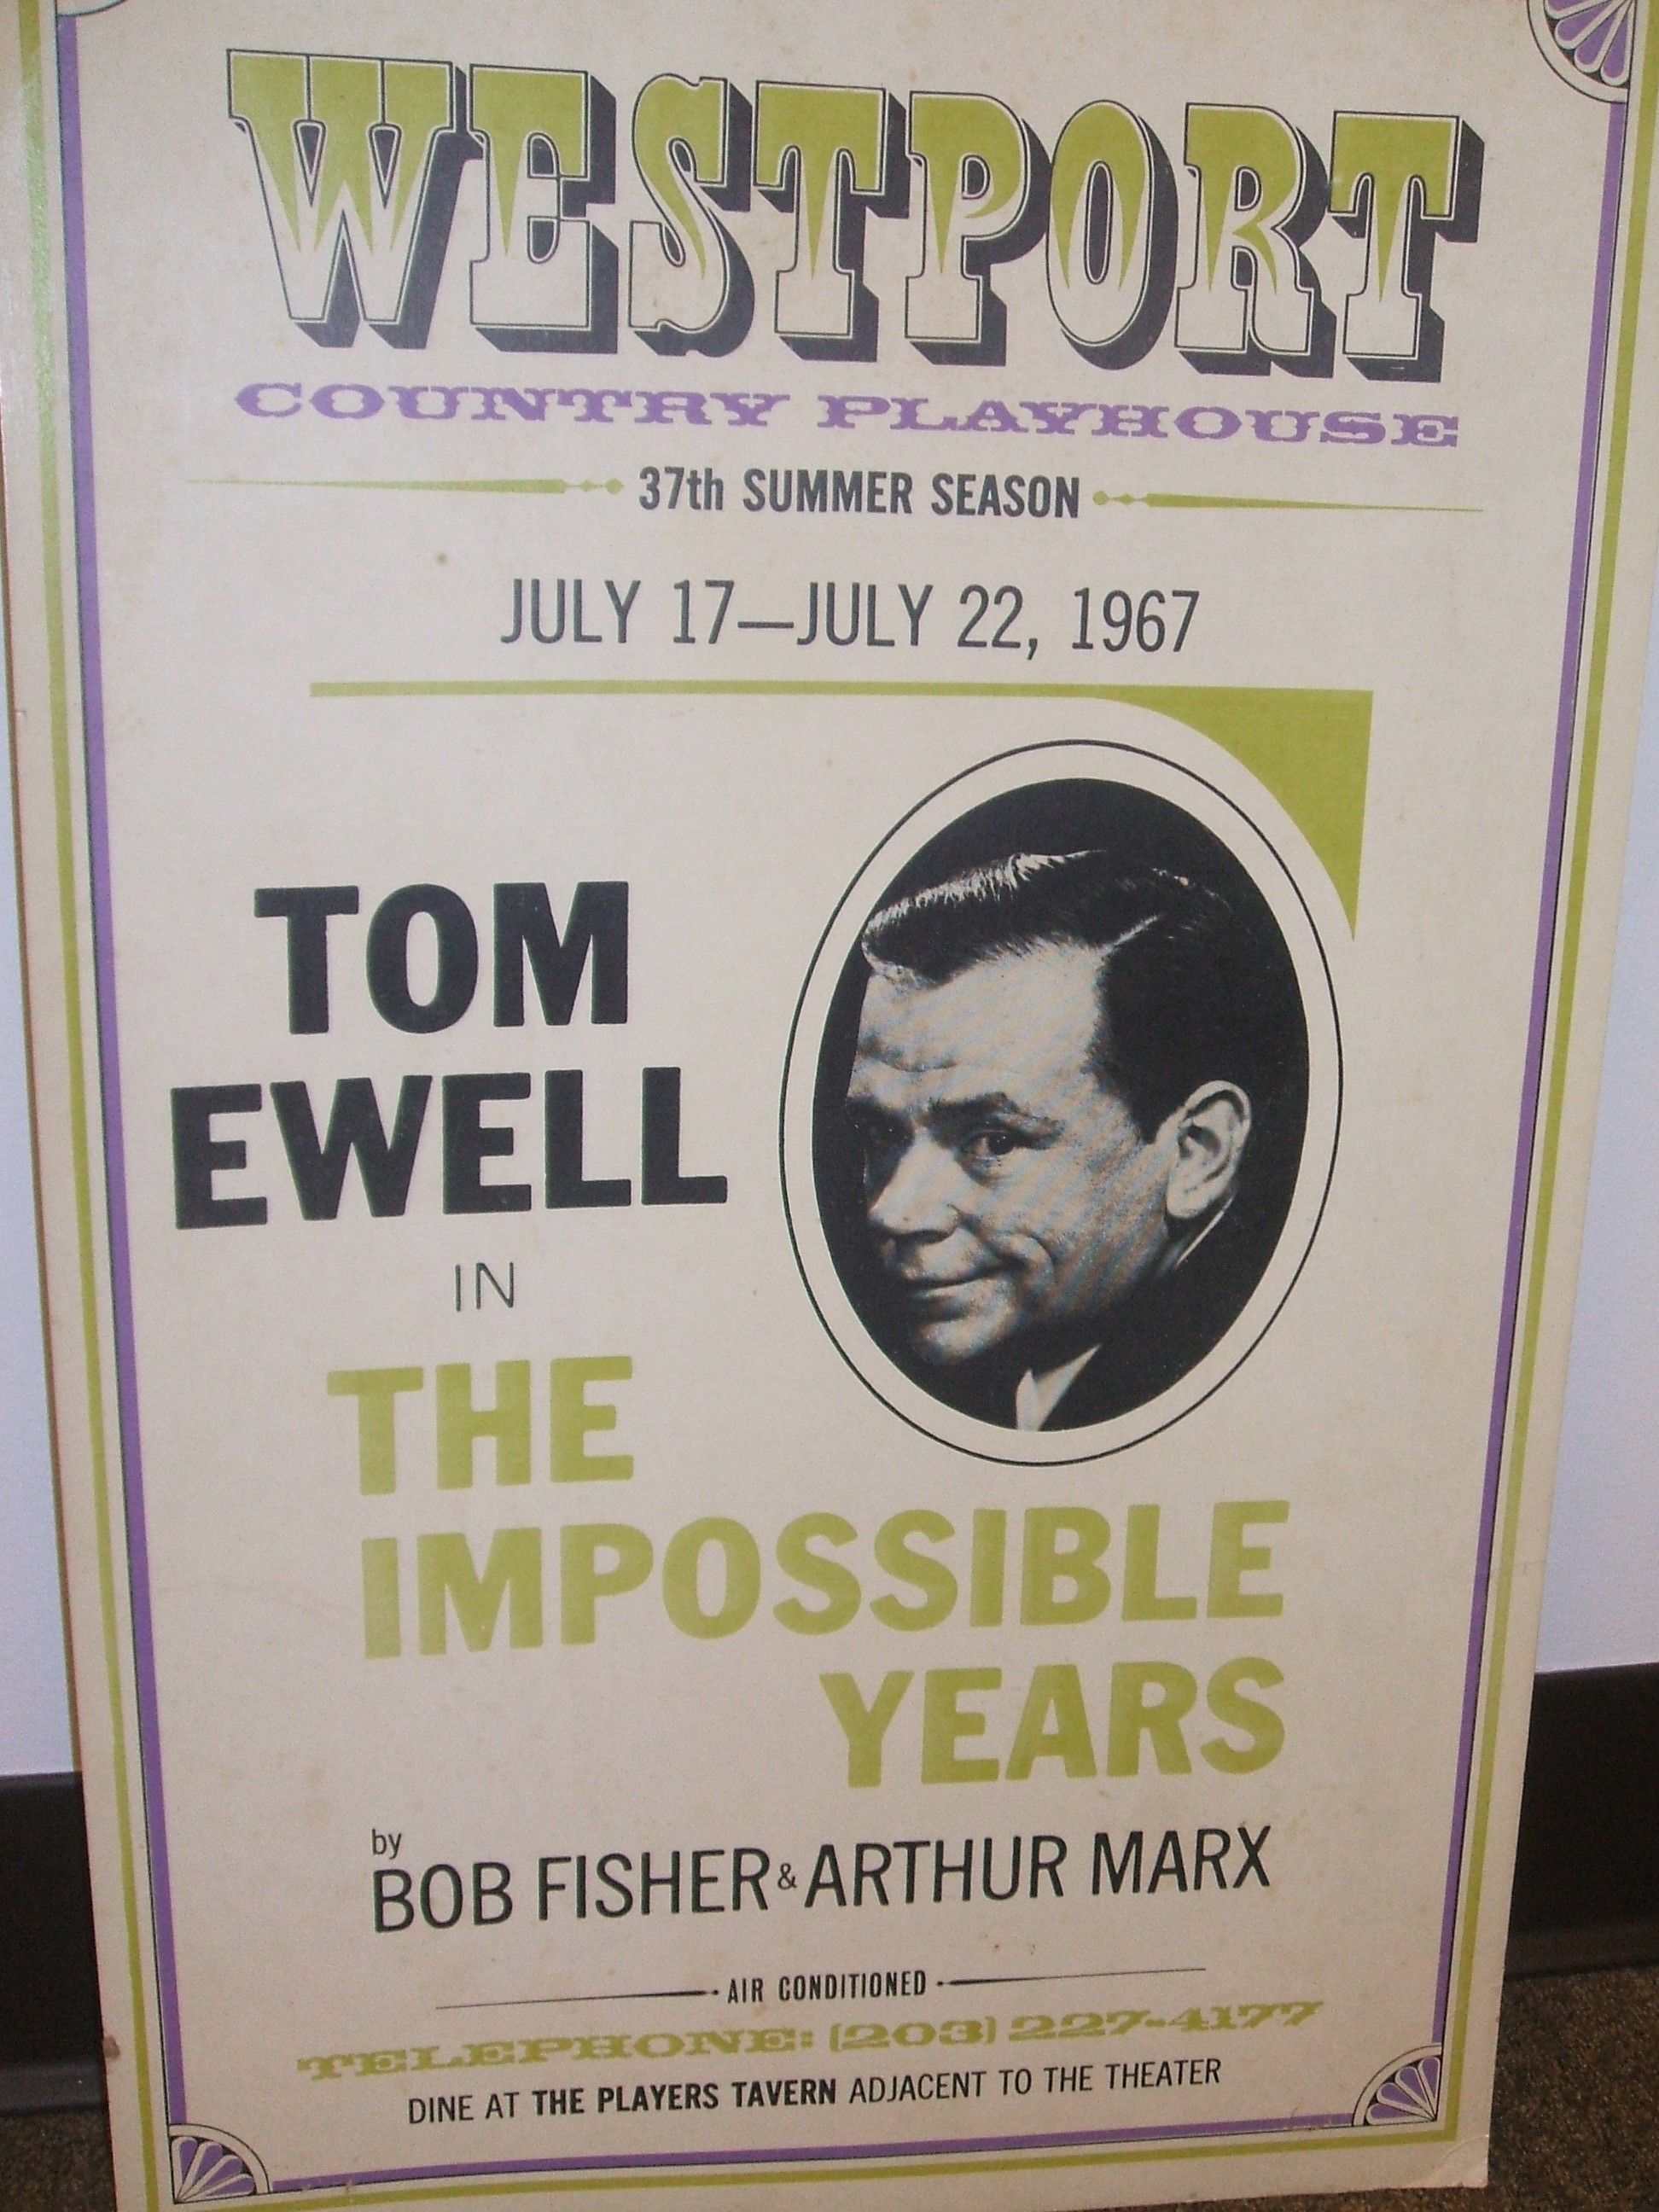 WESTPORT
COUNTRY PLAYHOUSE
37th SUMMER SEASON
JULY 17—JULY 22, 1967
TOM
EWELL
IN
THE
IMPOSSIBLE
YEARS
by
BOB FISHER & ARTHUR MARX
AIR CONDITIONED
TELEPHONE: (203) 227-4177
DINE AT THE PLAYERS TAVERN ADJACENT TO THE THEATER